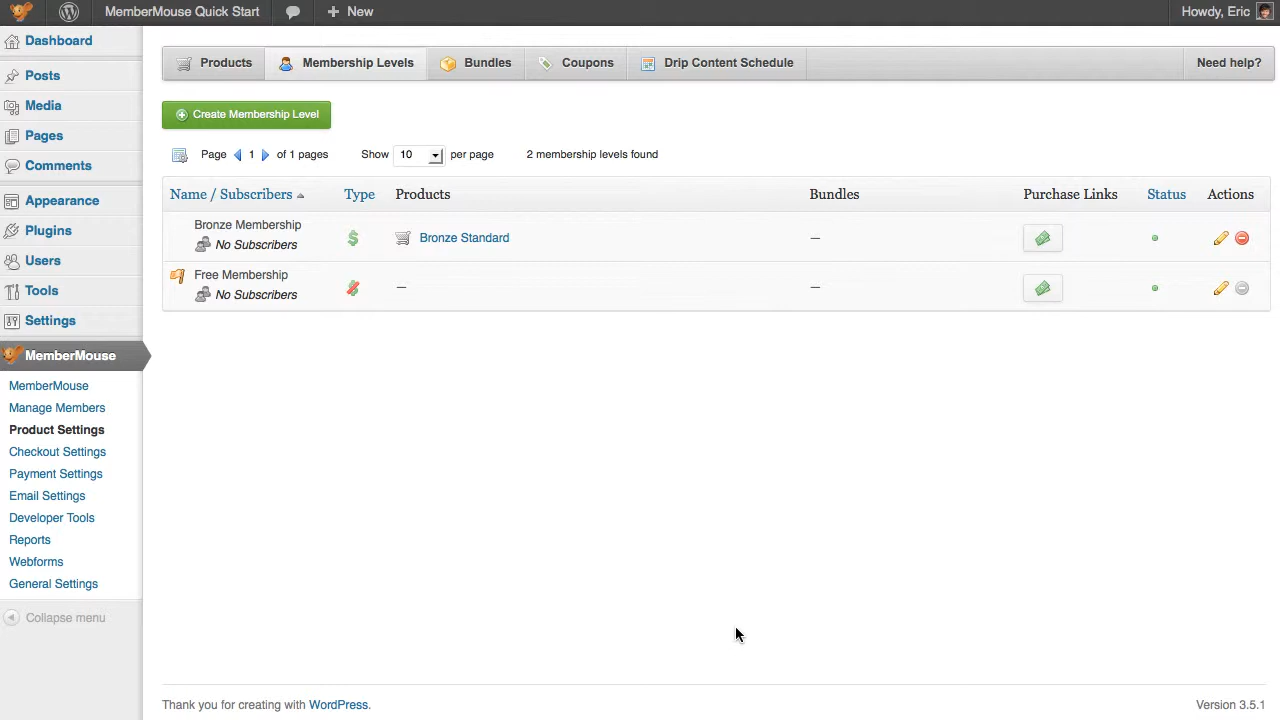 MemberMouse Quick Start
New
Howdy, Eric
Dashboard
Posts
Media
Pages
Comments
Appearance
Plugins
Users
Tools
Settings
MemberMouse
MemberMouse
Manage Members
Product Settings
Checkout Settings
Payment Settings
Email Settings
Developer Tools
Reports
Webforms
General Settings
Collapse menu
Products Membership Levels Bundles Coupons Drip Content Schedule Need help?
Create Membership Level
Page 1 of 1 pages Show 10 per page 2 membership levels found
Name / Subscribers Type Products Bundles Purchase Links Status Actions
Bronze Membership
No Subscribers $ Bronze Standard —
Free Membership
No Subscribers $ — —
Thank you for creating with WordPress. Version 3.5.1